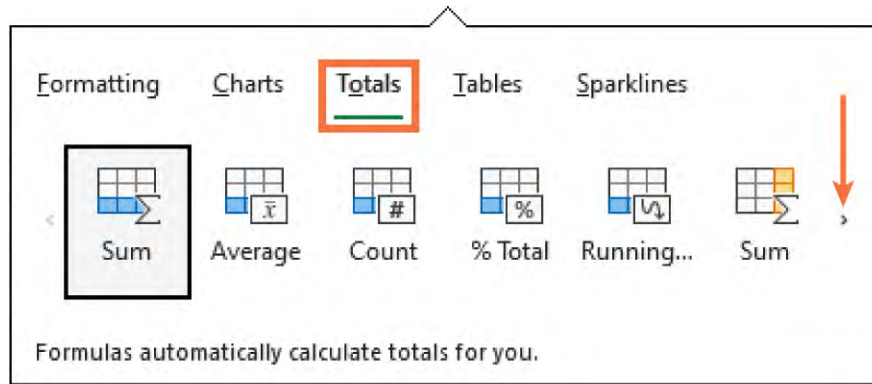 Formatting Charts Totals Tables Sparklines
Sum Average Count % Total Running... Sum
Formulas automatically calculate totals for you.